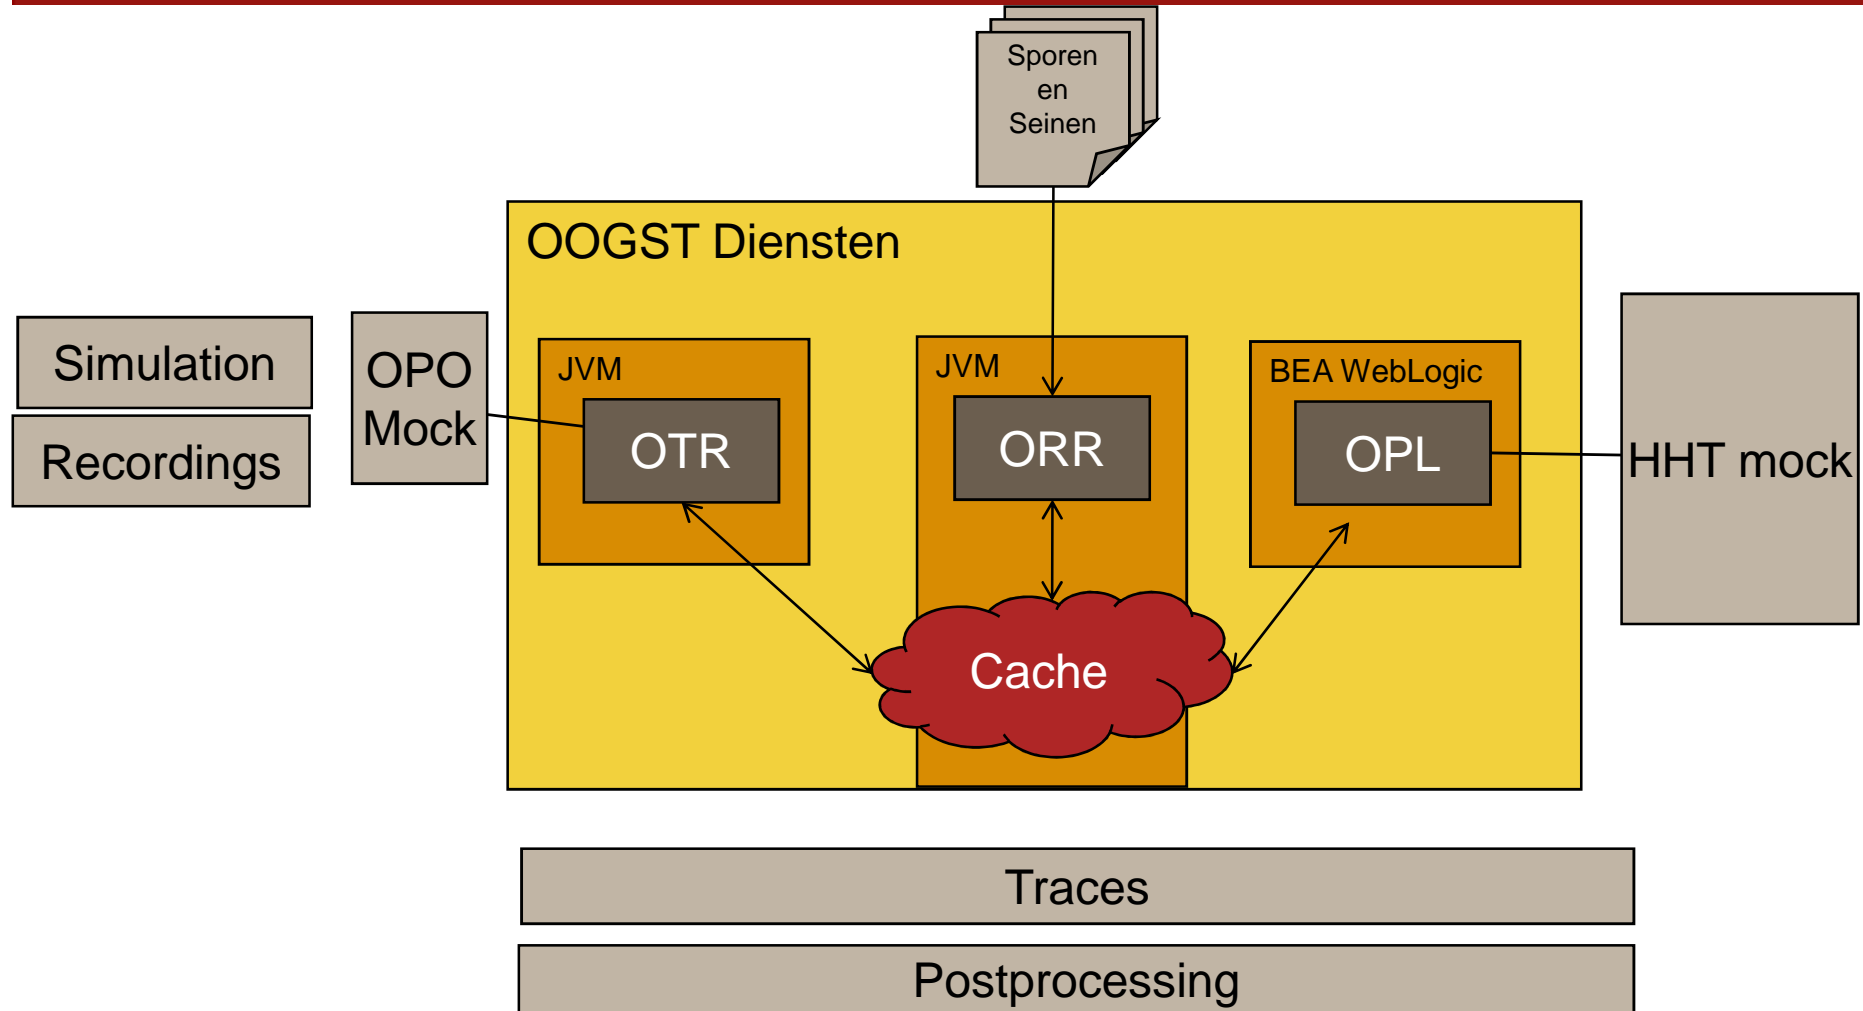 Sporen
en
Seinen
OOGST Diensten
Simulation
Recordings
OPO
Mock
JVM
OTR
JVM
ORR
BEA WebLogic
OPL
HHT mock
Cache
Traces
Postprocessing